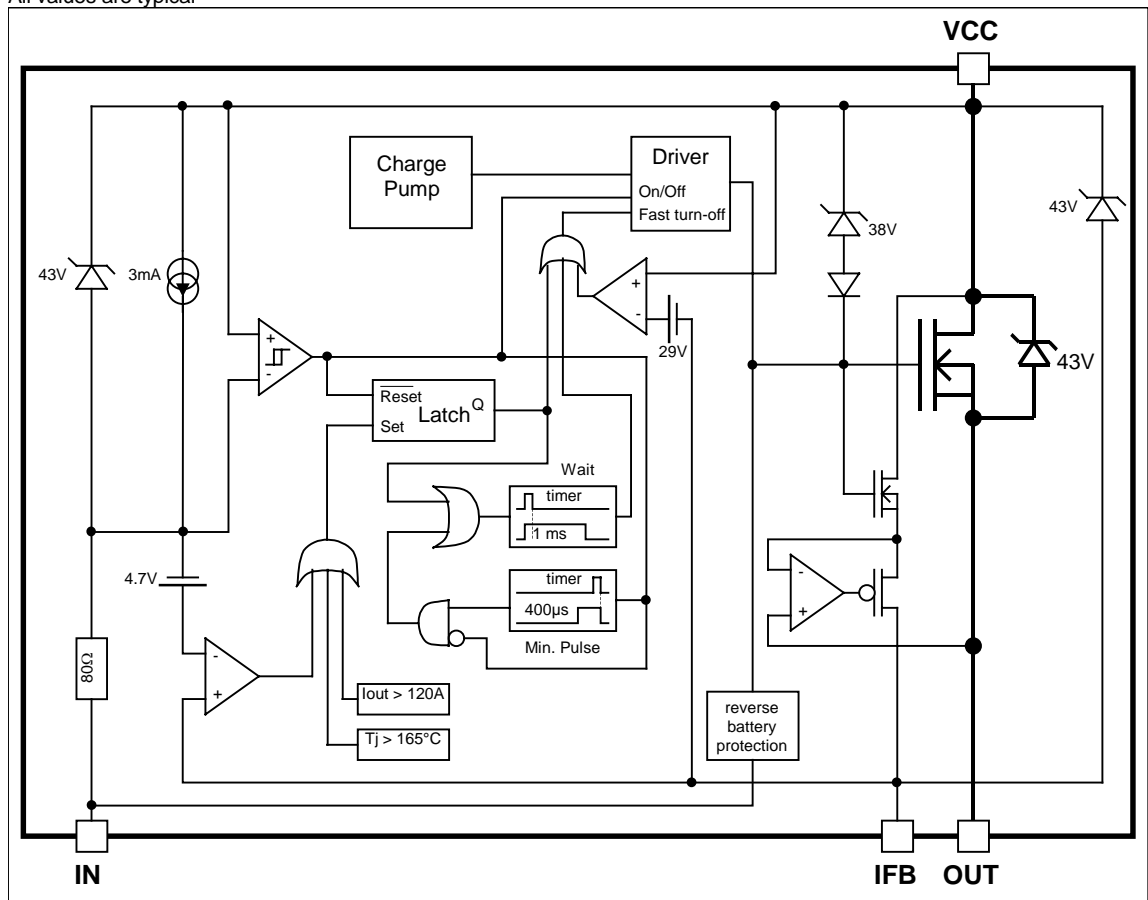 All values are typical
VCC
Charge
Pump
Driver
On/Off
Fast turn-off
43V
3mA
38V
43V
+
-
29V
+
-
43V
Reset
Latch
Q
Set
Wait
timer
1 ms
4.7V
timer
400µs
Min. Pulse
-
+
80Ω
-
+
Iout > 120A
Tj > 165°C
reverse
battery
protection
IN
IFB
OUT